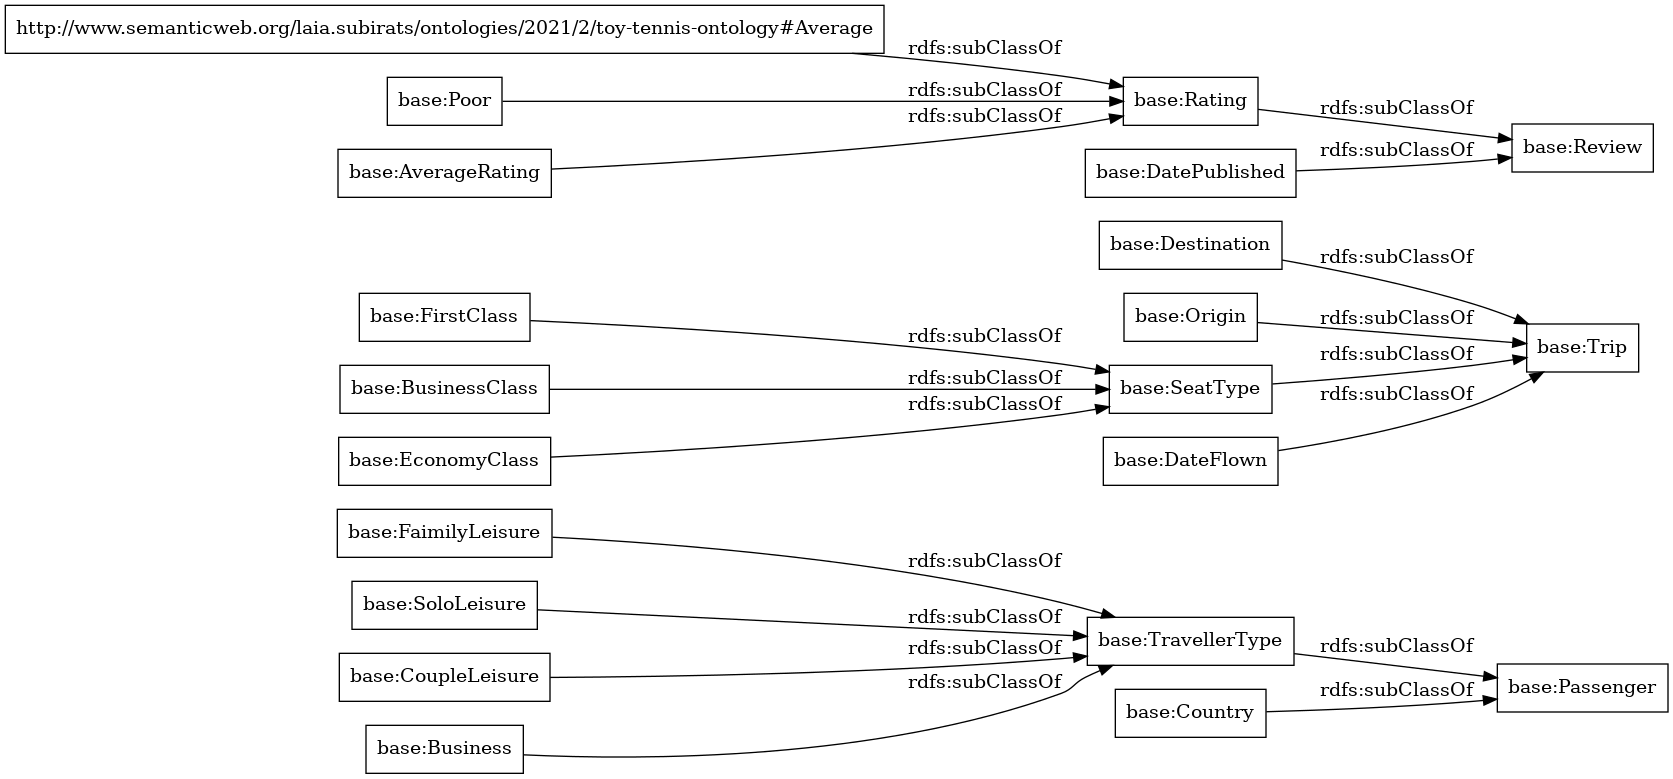 http://www.semanticweb.org/laia.subirats/ontologies/2021/2/toy-tennis-ontology#Average
rdfs:subClassOf
base:Poor
rdfs:subClassOf
base:Rating
rdfs:subClassOf
rdfs:subClassOf
base:Review
base:AverageRating
base:DatePublished
rdfs:subClassOf
base:Destination
rdfs:subClassOf
base:FirstClass
base:Origin
rdfs:subClassOf
rdfs:subClassOf
base:Trip
rdfs:subClassOf
base:BusinessClass
rdfs:subClassOf
base:SeatType
rdfs:subClassOf
rdfs:subClassOf
base:EconomyClass
base:DateFlown
base:FaimilyLeisure
rdfs:subClassOf
base:SoloLeisure
rdfs:subClassOf
base:TravellerType
rdfs:subClassOf
rdfs:subClassOf
base:CoupleLeisure
rdfs:subClassOf
base:Passenger
rdfs:subClassOf
base:Country
base:Business